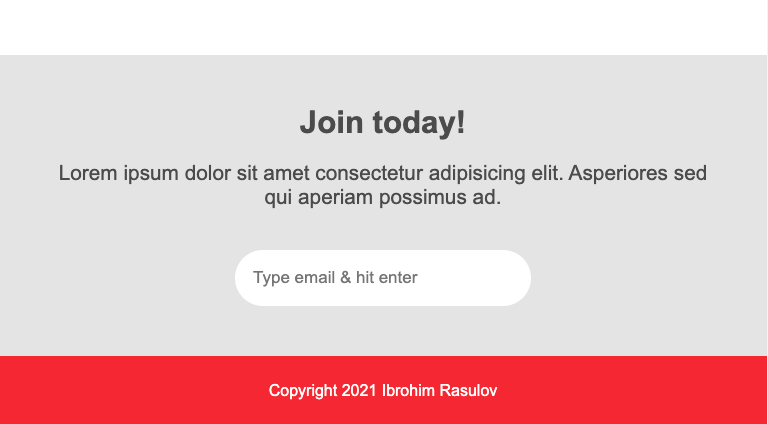 Join today!
Lorem ipsum dolor sit amet consectetur adipisicing elit. Asperiores sed
qui aperiam possimus ad.
Type email & hit enter
Copyright 2021 Ibrohim Rasulov